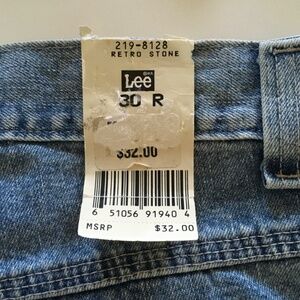 219-8128
RETRO STONE
Lee
30 R
$32.00
6 51056 91940 4
MSRP $32.00